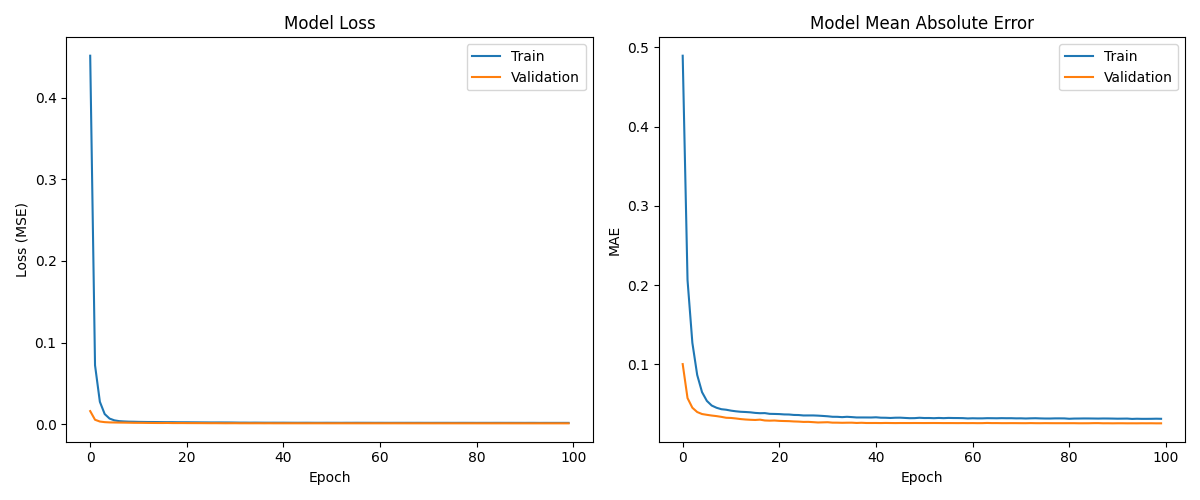 Model Loss
Train
Validation
0.4
0.3
0.2
0.1
0.0
Loss (MSE)
0
20
40
60
80
100
Epoch
Model Mean Absolute Error
Train
Validation
0.5
0.4
0.3
0.2
0.1
MAE
0
20
40
60
80
100
Epoch